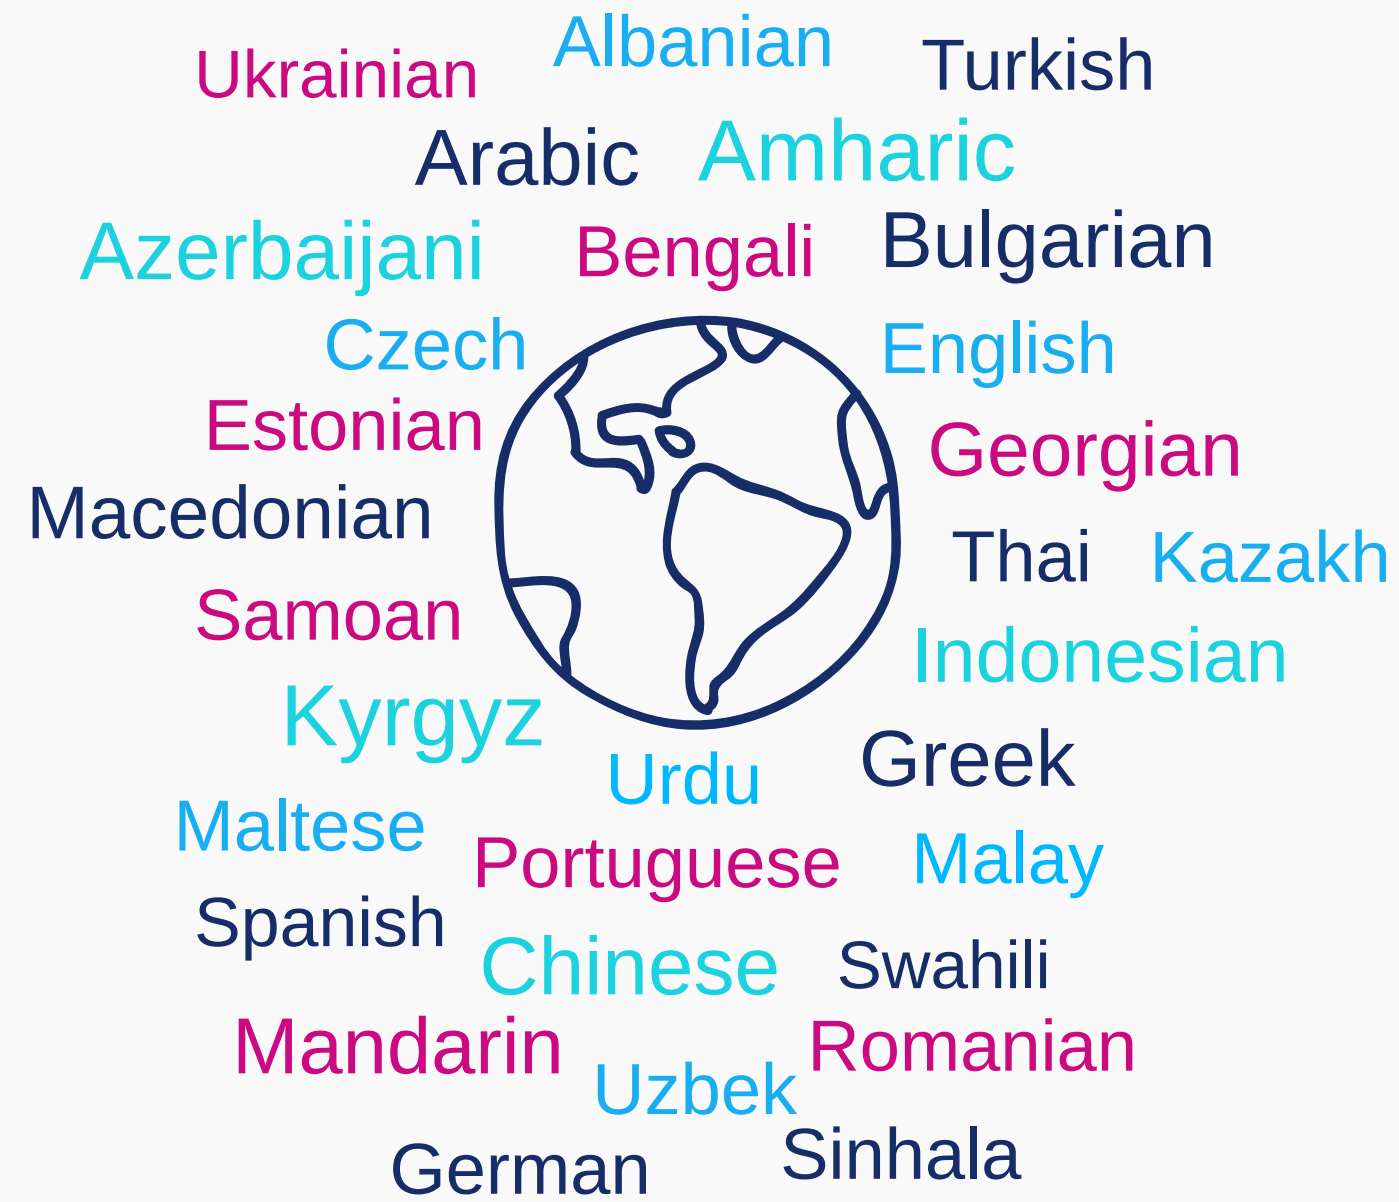 Albanian
Ukrainian
Turkish
Arabic
Amharic
Azerbaijani
Bengali
Bulgarian
Czech
English
Estonian
Georgian
Macedonian
Thai
Kazakh
Samoan
Indonesian
Kyrgyz
Greek
Urdu
Maltese
Portuguese
Malay
Spanish
Chinese
Swahili
Mandarin
Romanian
Uzbek
Sinhala
German